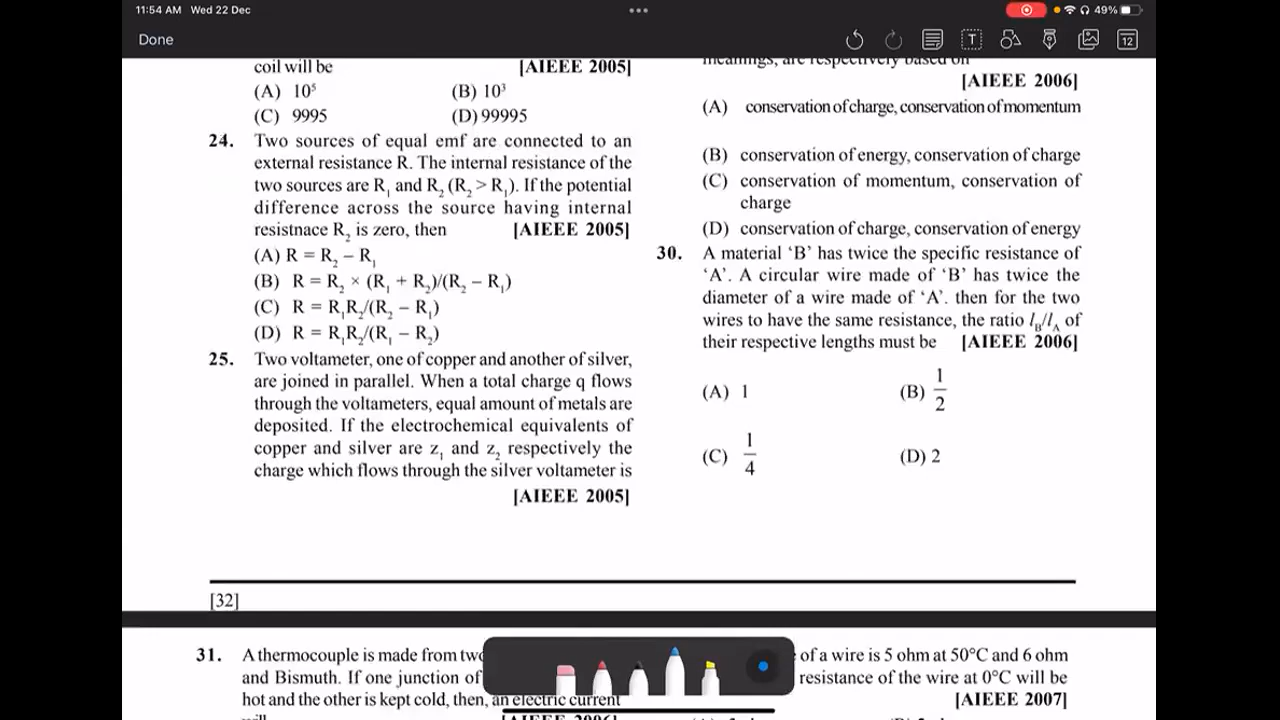 11:54 AM Wed 22 Dec
49%
Done
12
coil will be [AIEEE 2005]
(A) 10⁵ (B) 10³
(C) 9995 (D) 99995
24. Two sources of equal emf are connected to an
external resistance R. The internal resistance of the
two sources are R₁ and R₂ (R₂ > R₁). If the potential
difference across the source having internal
resistnace R₂ is zero, then [AIEEE 2005]
(A) R = R₂ – R₁
(B) R = R₂ × (R₁ + R₂)/(R₂ – R₁)
(C) R = R₁R₂/(R₂ – R₁)
(D) R = R₁R₂/(R₁ – R₂)
25. Two voltameter, one of copper and another of silver,
are joined in parallel. When a total charge q flows
through the voltameters, equal amount of metals are
deposited. If the electrochemical equivalents of
copper and silver are z₁ and z₂ respectively the
charge which flows through the silver voltameter is
[AIEEE 2005]
meanings, are respectively based on
[AIEEE 2006]
(A) conservation of charge, conservation of momentum
(B) conservation of energy, conservation of charge
(C) conservation of momentum, conservation of
charge
(D) conservation of charge, conservation of energy
30. A material ‘B’ has twice the specific resistance of
‘A’. A circular wire made of ‘B’ has twice the
diameter of a wire made of ‘A’. then for the two
wires to have the same resistance, the ratio l_B/l_A of
their respective lengths must be [AIEEE 2006]
(A) 1 (B) 1/2
(C) 1/4 (D) 2
[32]
31. A thermocouple is made from two
and Bismuth. If one junction of
hot and the other is kept cold, then, an electric current
will [AIEEE 2006]
of a wire is 5 ohm at 50°C and 6 ohm
resistance of the wire at 0°C will be
[AIEEE 2007]